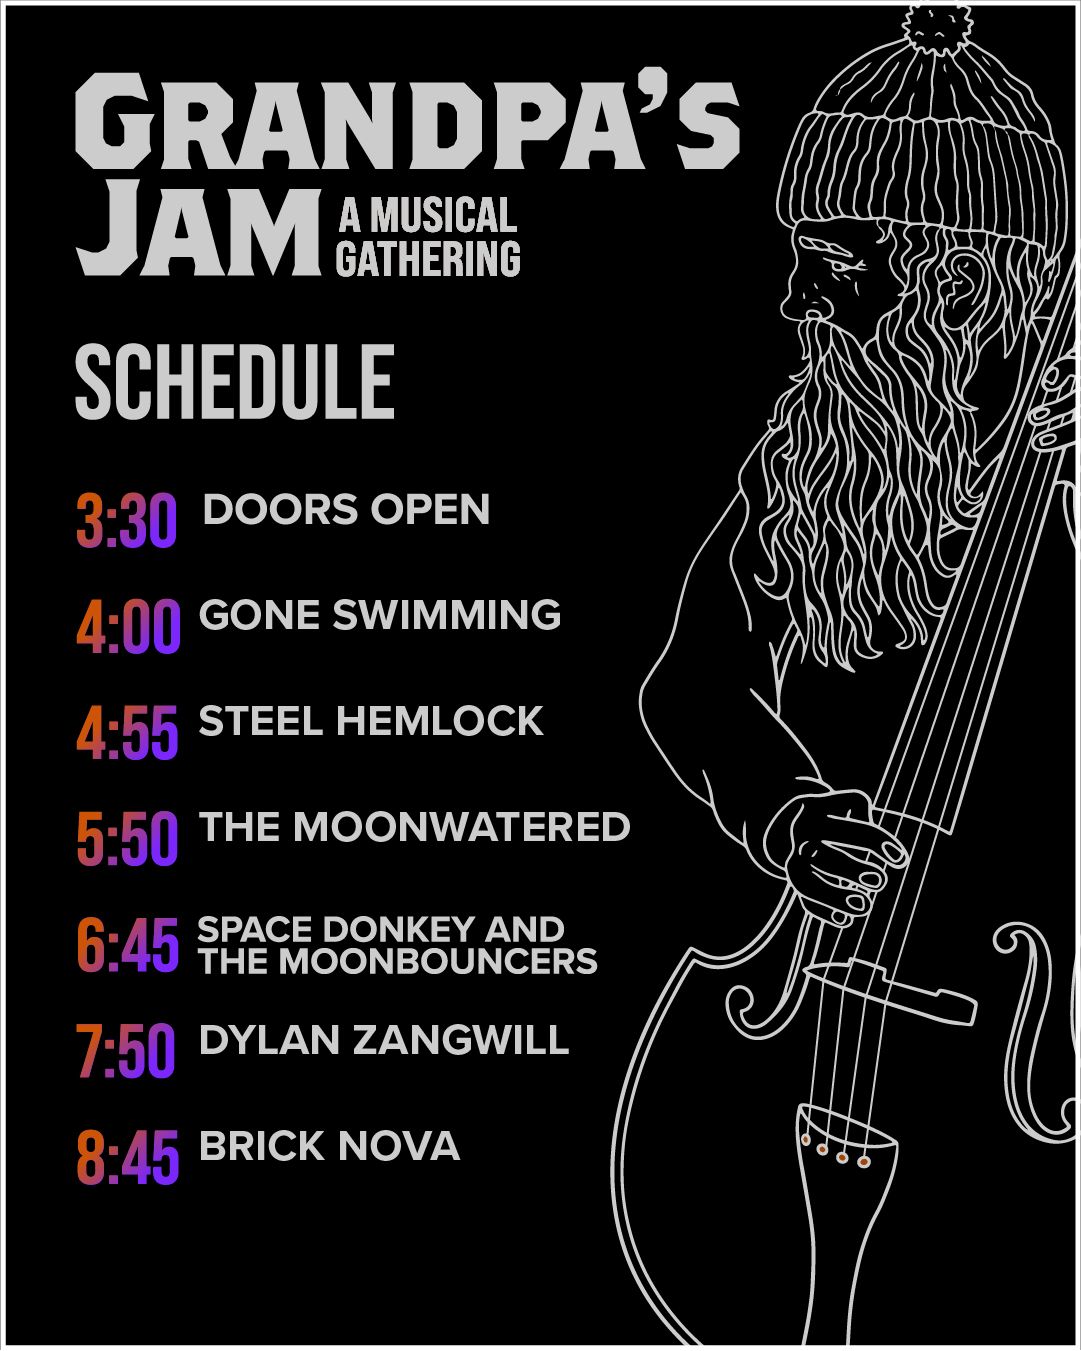 GRANDPA'S
JAM A MUSICAL
GATHERING
SCHEDULE
3:30 DOORS OPEN
4:00 GONE SWIMMING
4:55 STEEL HEMLOCK
5:50 THE MOONWATERED
6:45 SPACE DONKEY AND
THE MOONBOUNCERS
7:50 DYLAN ZANGWILL
8:45 BRICK NOVA